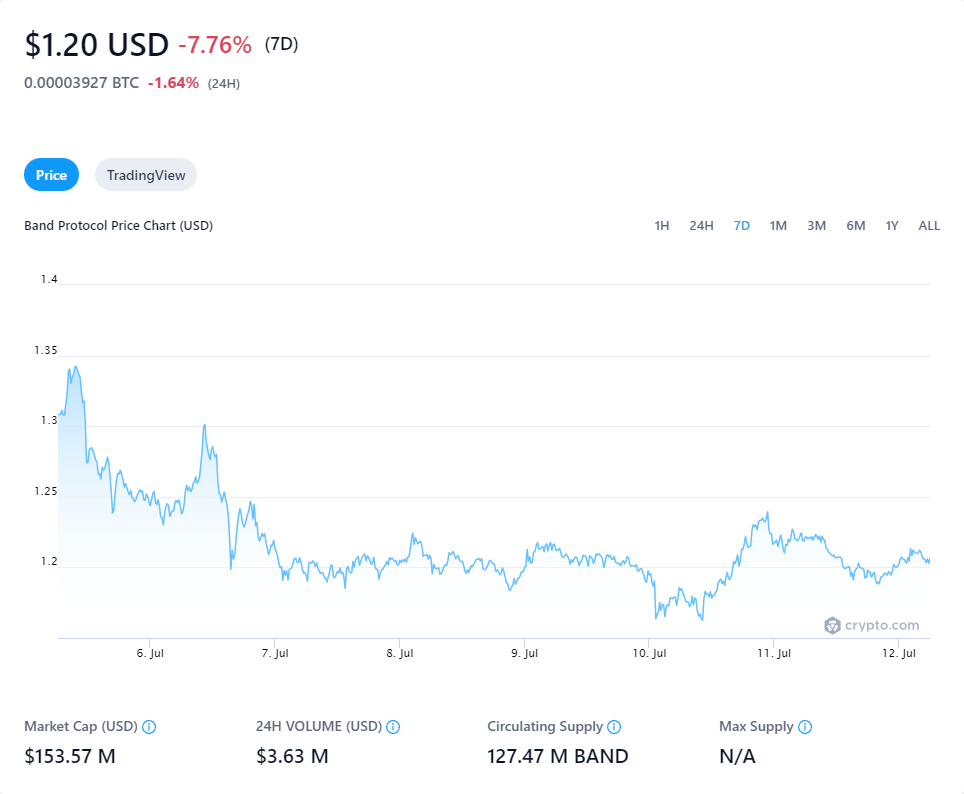 $1.20 USD -7.76% (7D)
0.00003927 BTC -1.64% (24H)
Price TradingView
Band Protocol Price Chart (USD) 1H 24H 7D 1M 3M 6M 1Y ALL
1.4
1.35
1.3
1.25
1.2
crypto.com
6. Jul 7. Jul 8. Jul 9. Jul 10. Jul 11. Jul 12. Jul
Market Cap (USD) 24H VOLUME (USD) Circulating Supply Max Supply
$153.57 M $3.63 M 127.47 M BAND N/A